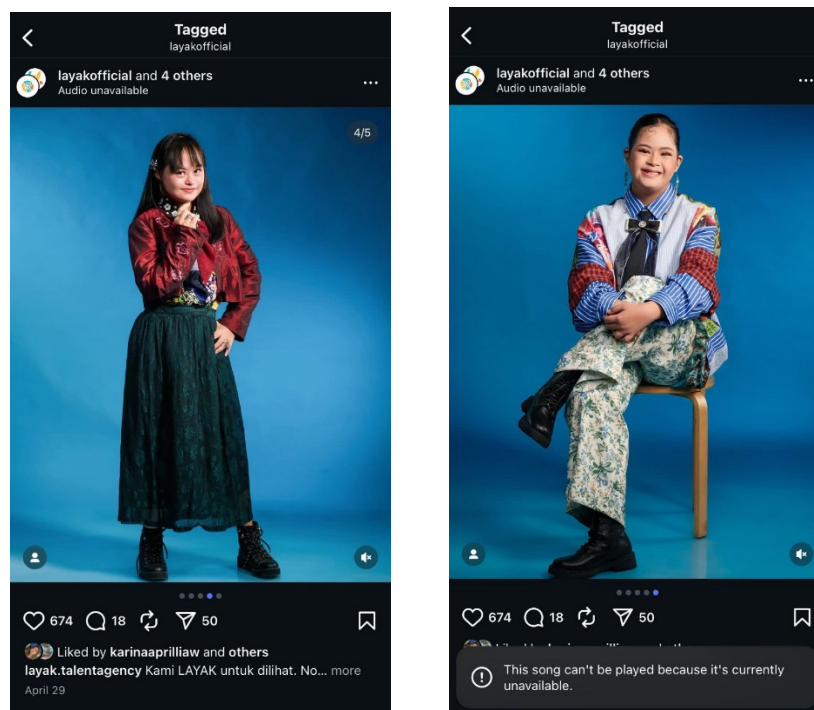 Tagged
layakofficial
layakofficial and 4 others
Audio unavailable
4/5
674
18
50
Liked by karinaapriliaw and others
layak.talentagency Kami LAYAK untuk dilihat. No... more
April 29
Tagged
layakofficial
layakofficial and 4 others
Audio unavailable
674
18
50
This song can't be played because it's currently
unavailable.